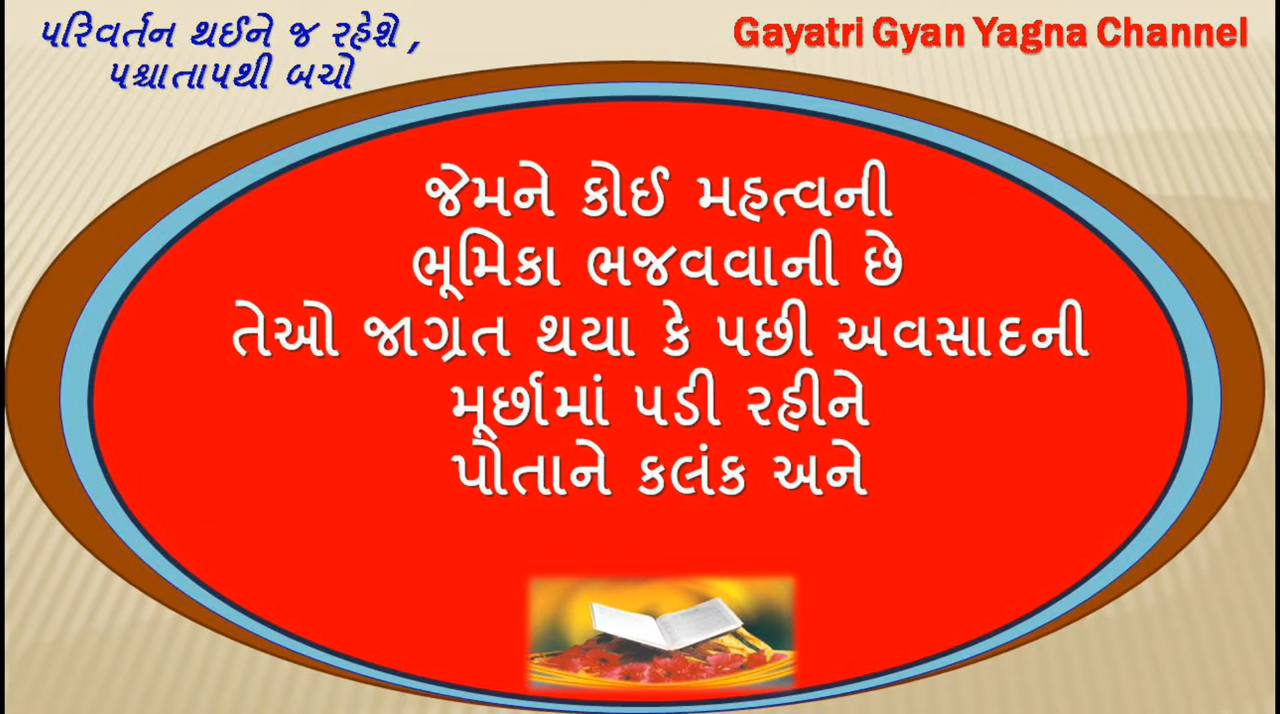 પરિવર્તન થઈને જ રહેશે ,
પશ્ચાતાપથી બચો
Gayatri Gyan Yagna Channel
જેમને કોઈ મહત્વની
ભૂમિકા ભજવવાની છે
તેઓ જાગ્રત થયા કે પછી અવસાદની
મૂર્છામાં પડી રહીને
પોતાને કલંક અને